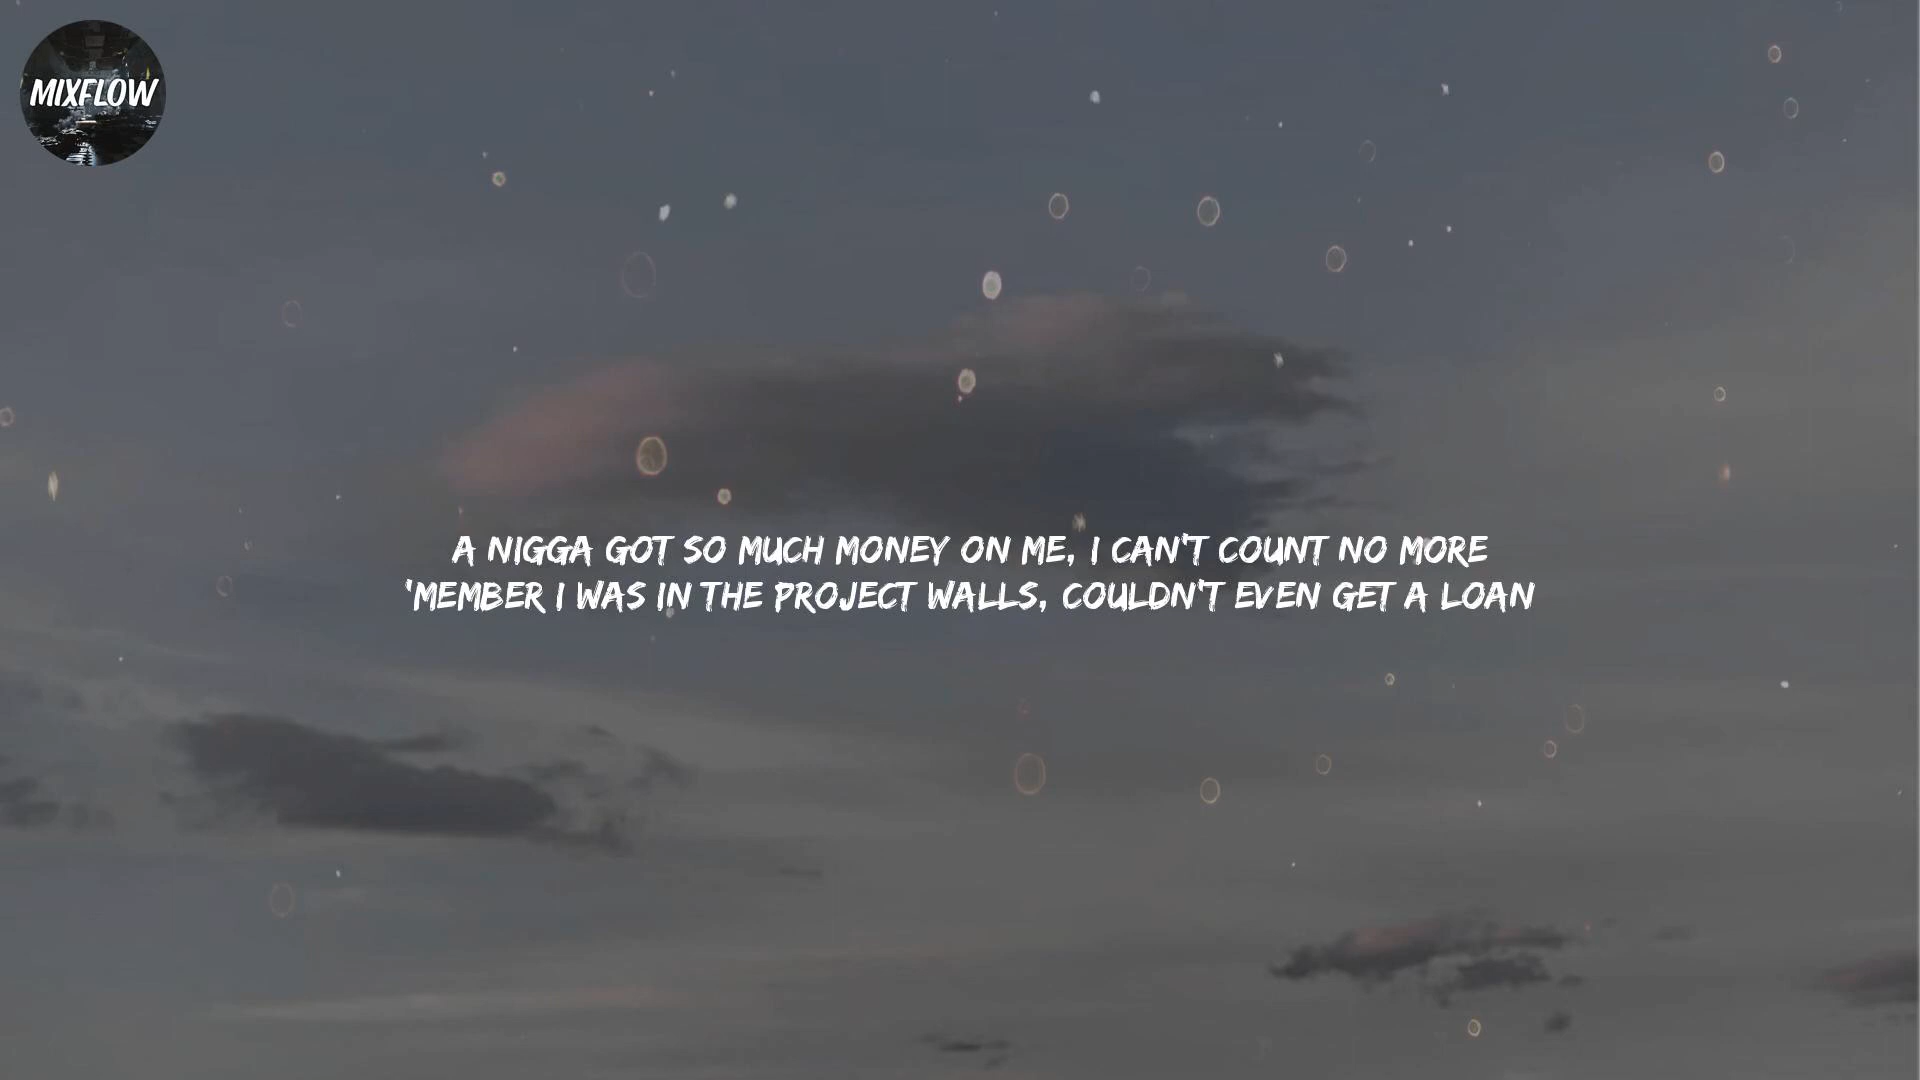 MIXFLOW
A NIGGA GOT SO MUCH MONEY ON ME, I CAN'T COUNT NO MORE
'MEMBER I WAS IN THE PROJECT WALLS, COULDN'T EVEN GET A LOAN